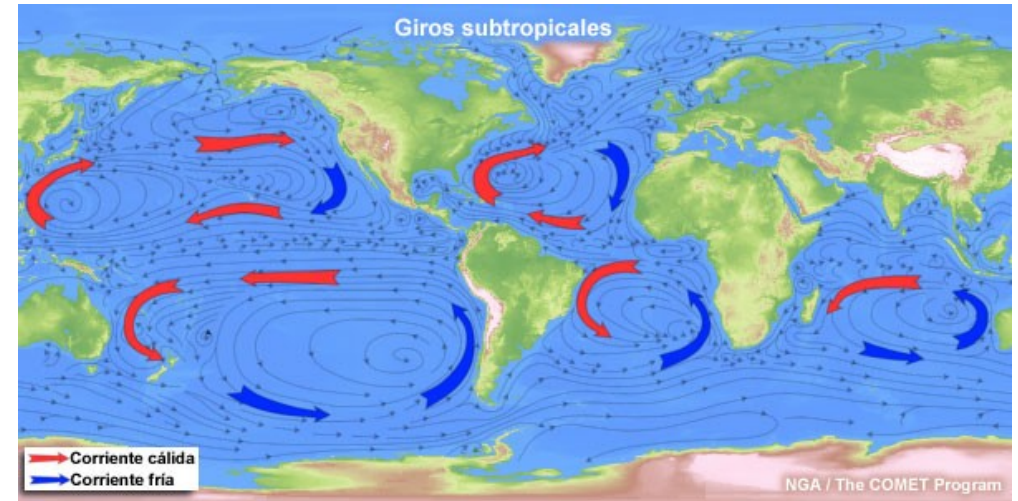 Giros subtropicales
Corriente cálida
Corriente fría
NGA / The COMET Program